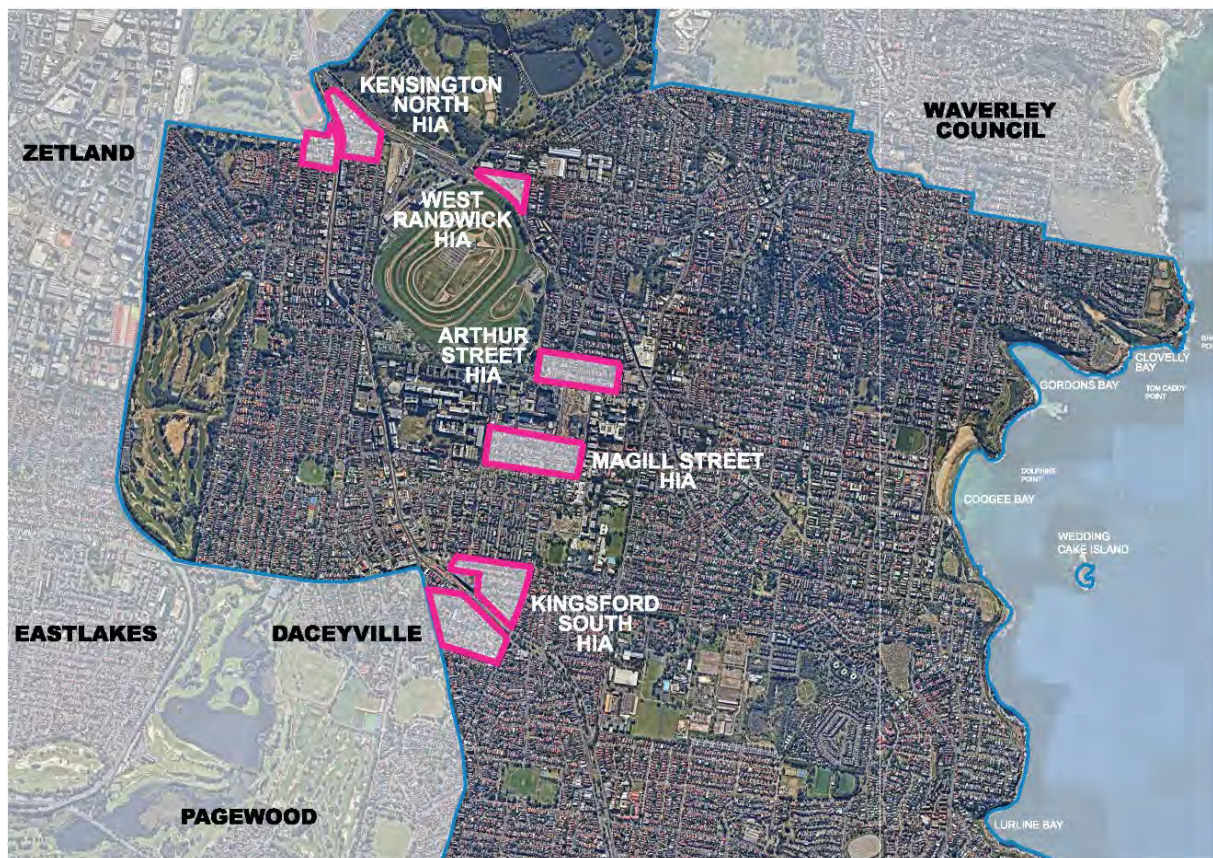 KENSINGTON
NORTH
HIA
WAVERLEY
COUNCIL
ZETLAND
WEST
RANDWICK
HIA
ARTHUR
STREET
HIA
CLOVELLY
BAY
GORDONS BAY
TOM CADDY
POINT
MAGILL STREET
HIA
DOLPHINS
POINT
COOGEE BAY
WEDDING
CAKE ISLAND
KINGSFORD
SOUTH
HIA
EASTLAKES
DACEYVILLE
PAGEWOOD
LURLINE BAY